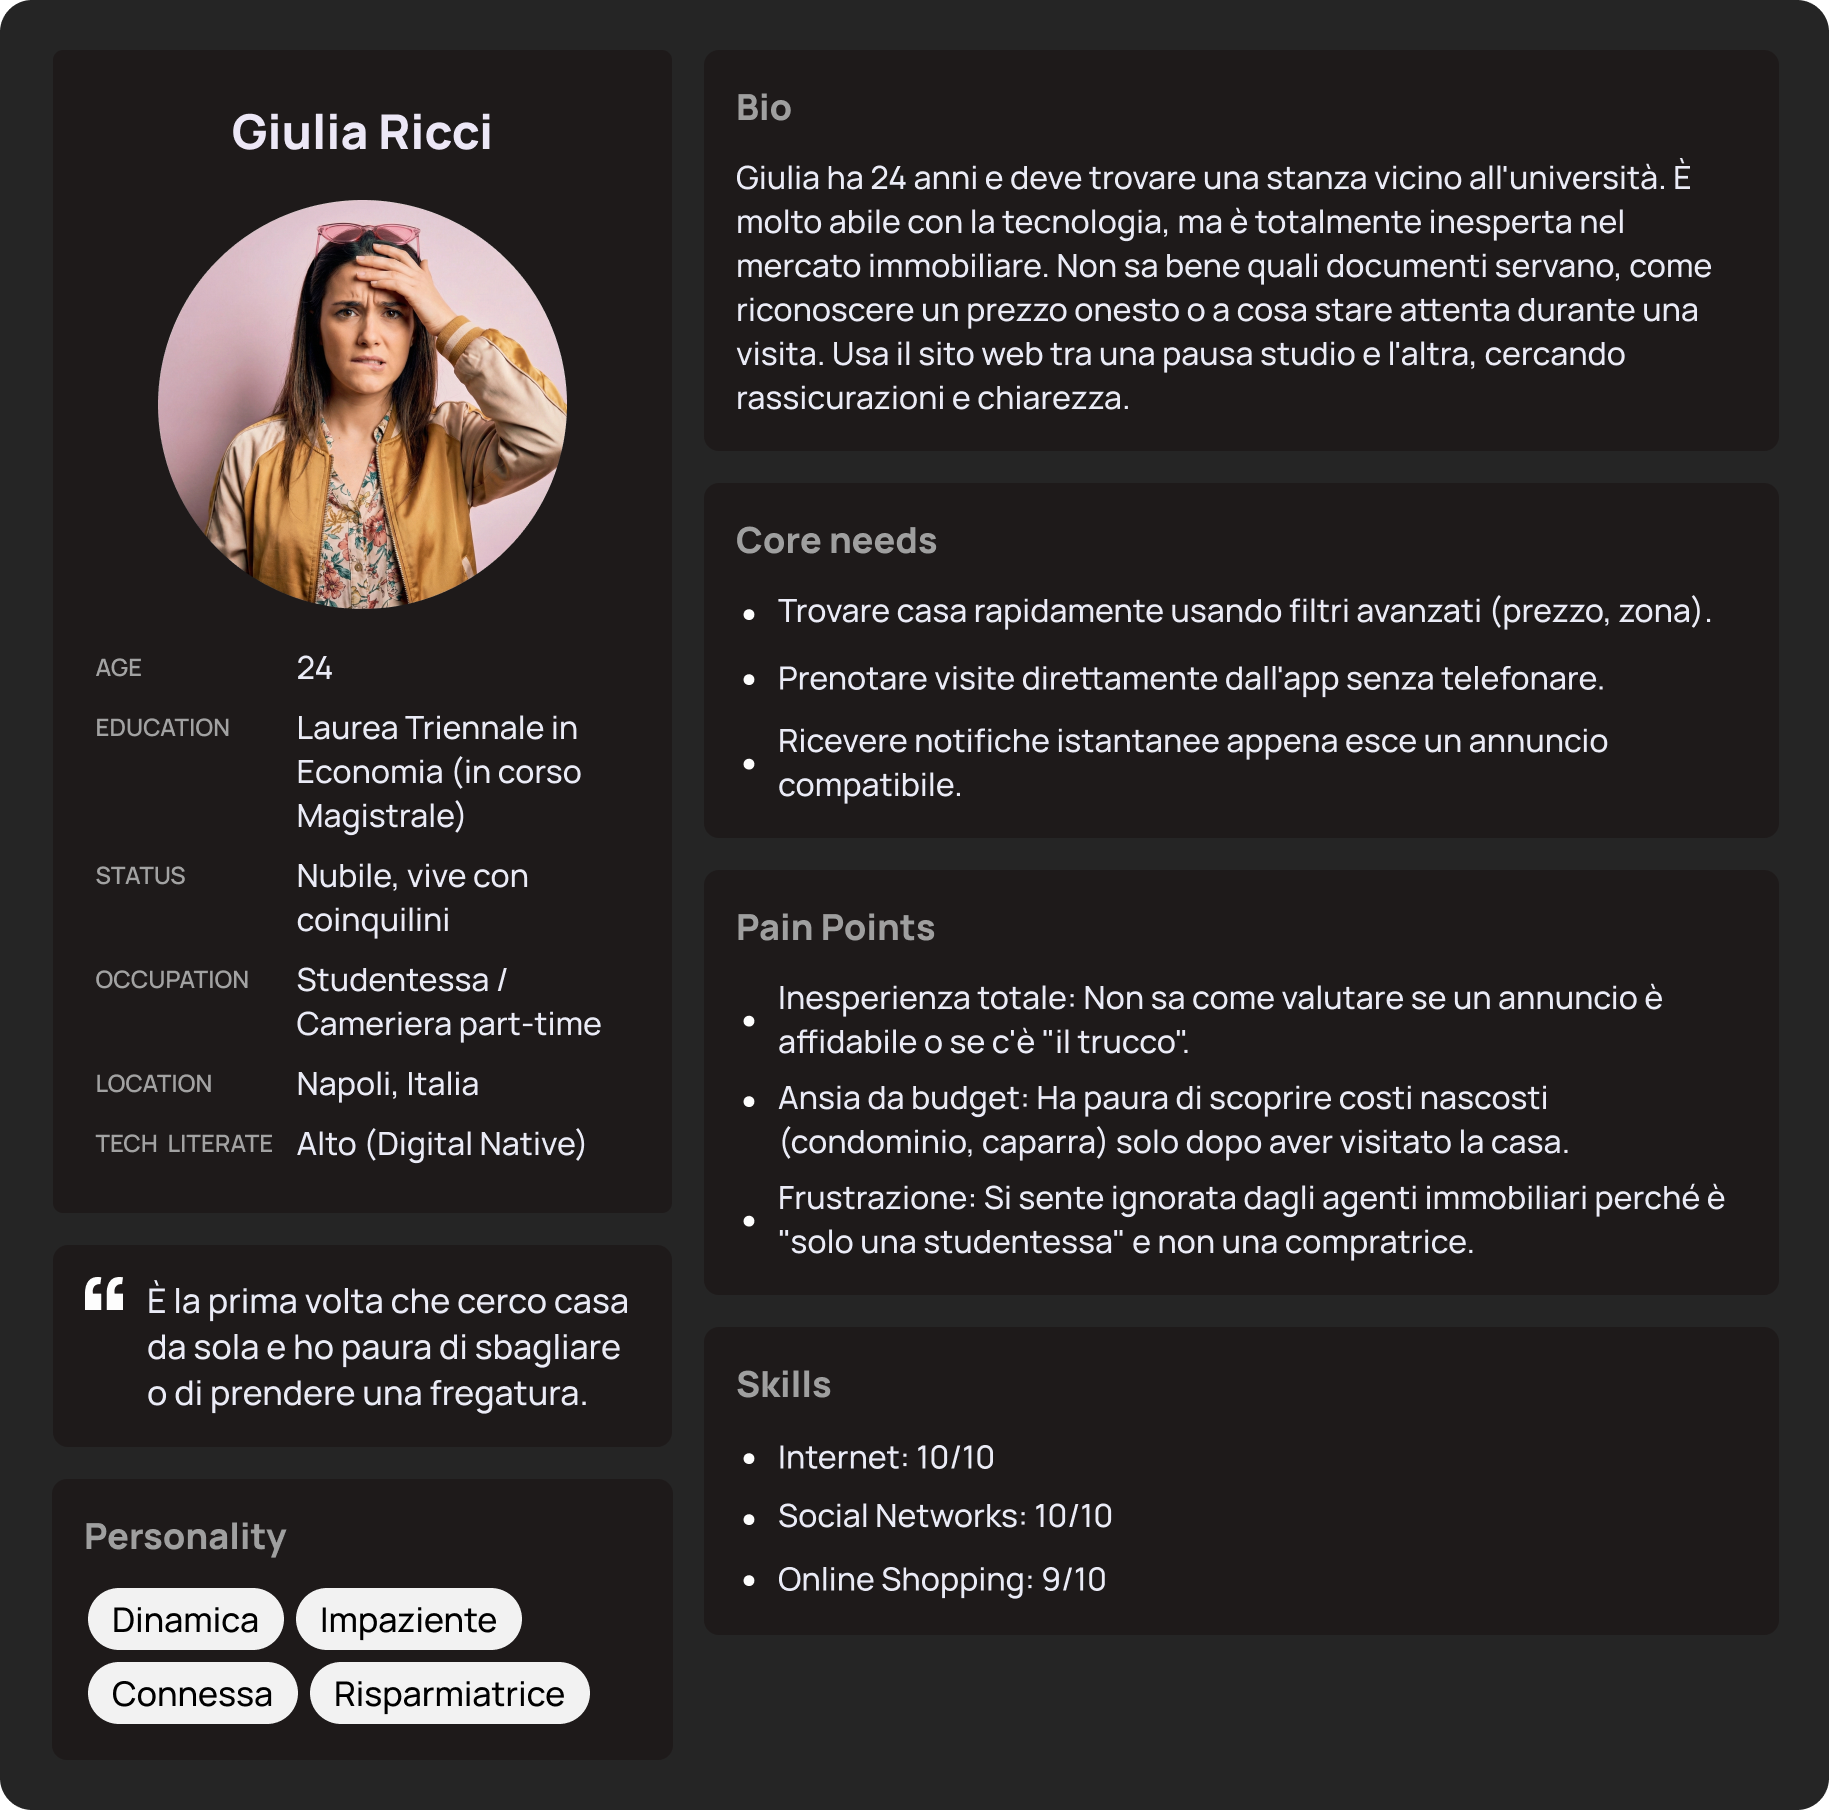 Giulia Ricci
AGE 24
EDUCATION Laurea Triennale in
Economia (in corso
Magistrale)
STATUS Nubile, vive con
coinquilini
OCCUPATION Studentessa /
Cameriera part-time
LOCATION Napoli, Italia
TECH LITERATE Alto (Digital Native)
È la prima volta che cerco casa
da sola e ho paura di sbagliare
o di prendere una fregatura.
Personality
Dinamica Impaziente
Connessa Risparmiatrice
Bio
Giulia ha 24 anni e deve trovare una stanza vicino all'università. È
molto abile con la tecnologia, ma è totalmente inesperta nel
mercato immobiliare. Non sa bene quali documenti servano, come
riconoscere un prezzo onesto o a cosa stare attenta durante una
visita. Usa il sito web tra una pausa studio e l'altra, cercando
rassicurazioni e chiarezza.
Core needs
• Trovare casa rapidamente usando filtri avanzati (prezzo, zona).
• Prenotare visite direttamente dall'app senza telefonare.
• Ricevere notifiche istantanee appena esce un annuncio
compatibile.
Pain Points
• Inesperienza totale: Non sa come valutare se un annuncio è
affidabile o se c'è "il trucco".
• Ansia da budget: Ha paura di scoprire costi nascosti
(condominio, caparra) solo dopo aver visitato la casa.
• Frustrazione: Si sente ignorata dagli agenti immobiliari perché è
"solo una studentessa" e non una compratrice.
Skills
• Internet: 10/10
• Social Networks: 10/10
• Online Shopping: 9/10